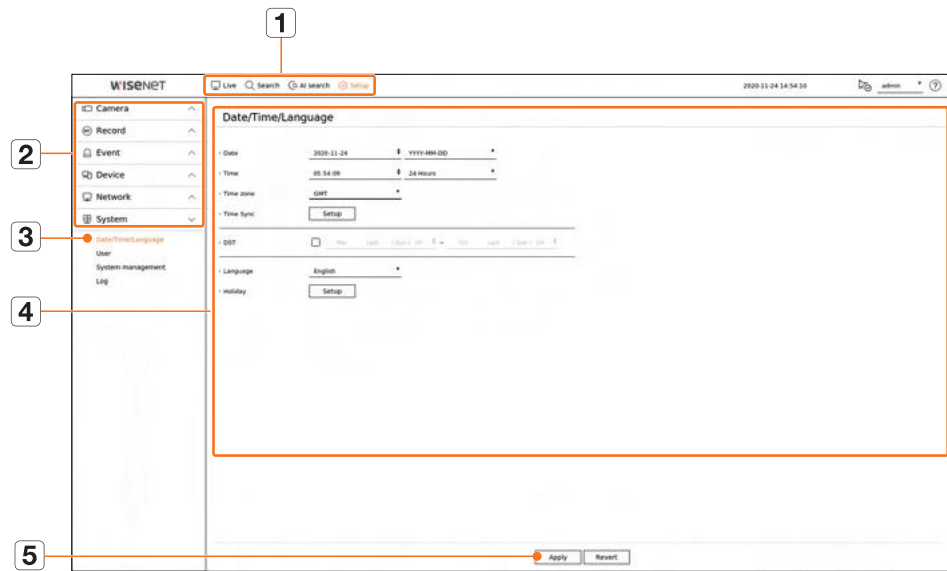 1
WISENET Live Search AI search Setup 2020-11-24 14:54:10 admin ?
Camera
Record
Event
Device
Network
System
Date/Time/Language
User
System management
Log
2
3
4
5
Date/Time/Language
Date 2020-11-24 YYYY-MM-DD
Time 05:54:09 24 Hours
Time zone GMT
Time Sync Setup
DST
Language English
Holiday Setup
Apply Revert